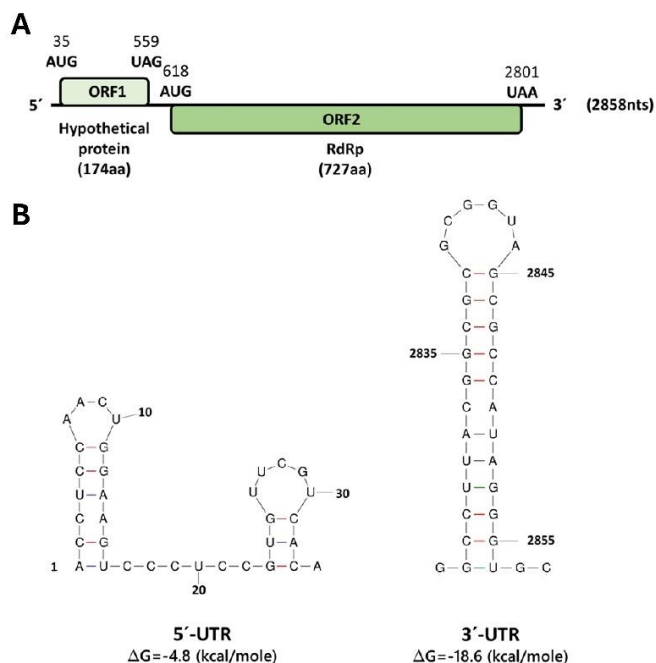 A
35
AUG
559
UAG
618
AUG
2801
UAA
5´
ORF1
3´
(2858nts)
ORF2
Hypothetical
protein
(174aa)
RdRp
(727aa)
B
ACCUCCAACUGGAAGUCCCUCCGUGUUCGUCACA
1
10
20
30
GGCCUUACGGCGCGCGGUAGCGCCAUAGGGUGC
2835
2845
2855
5´-UTR
ΔG=-4.8 (kcal/mole)
3´-UTR
ΔG=-18.6 (kcal/mole)